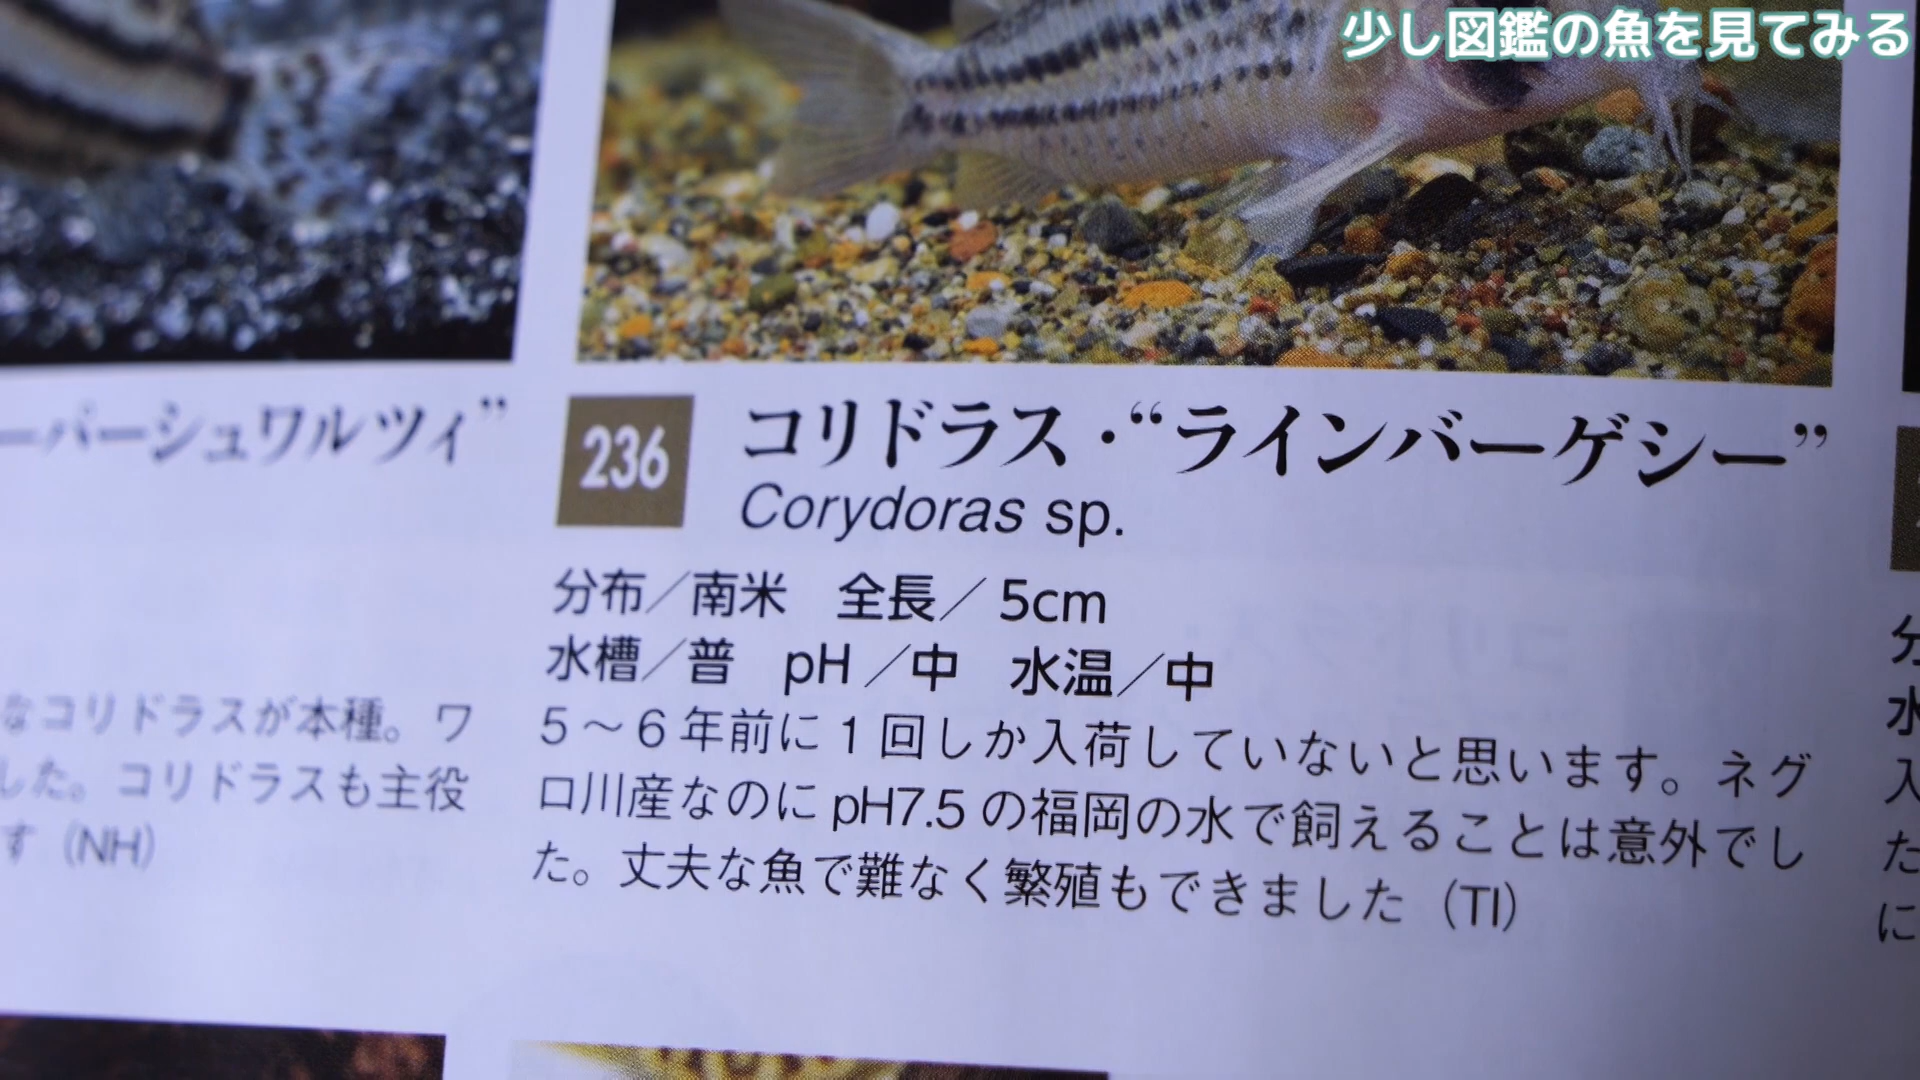 少し図鑑の魚を見てみる
ーパーシュワルツィ”
なコリドラスが本種。ワ
した。コリドラスも主役
す（NH）
236
コリドラス・“ラインバーゲシー”
Corydoras sp.
分布／南米　全長／5cm
水槽／普　pH／中　水温／中
5～6年前に1回しか入荷していないと思います。ネグ
ロ川産なのにpH7.5の福岡の水で飼えることは意外でし
た。丈夫な魚で難なく繁殖もできました（TI）
分
水
入
た
に